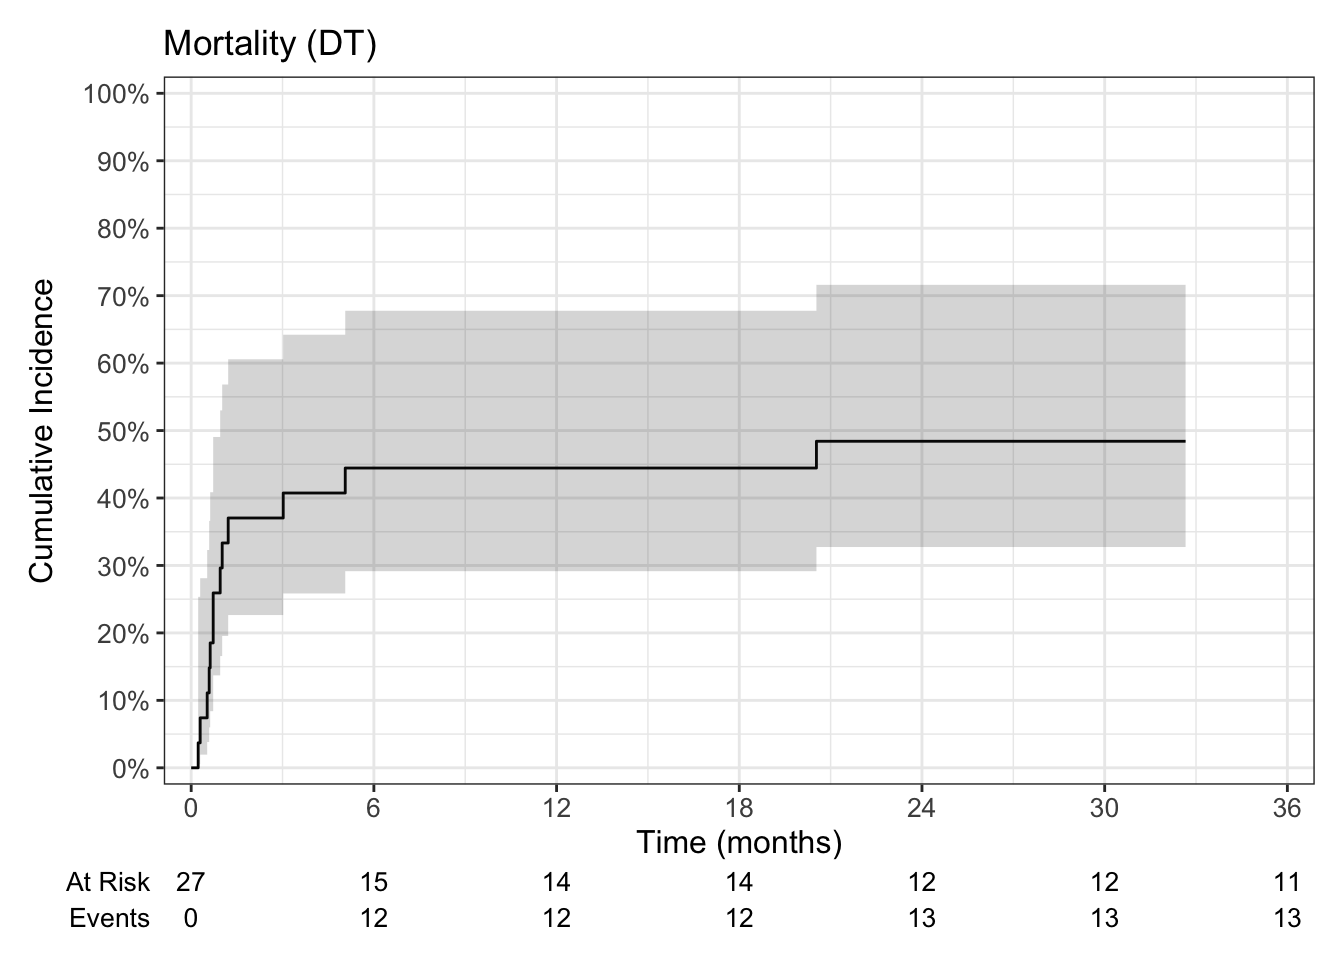 Mortality (DT)
100%
90%
80%
70%
60%
50%
40%
30%
20%
10%
0%
Cumulative Incidence
0 6 12 18 24 30 36
Time (months)
At Risk 27 15 14 14 12 12 11
Events 0 12 12 12 13 13 13